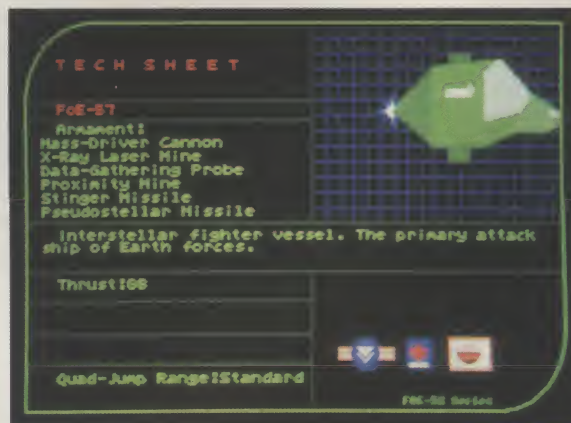 TECH SHEET
FoE-57
Armament:
Mass-Driver Cannon
X-Ray Laser Mine
Data-Gathering Probe
Proximity Mine
Stinger Missile
Pseudostellar Missile
Interstellar fighter vessel. The primary attack
ship of Earth forces.
Thrust:
Quad-Jump Range:Standard
Series